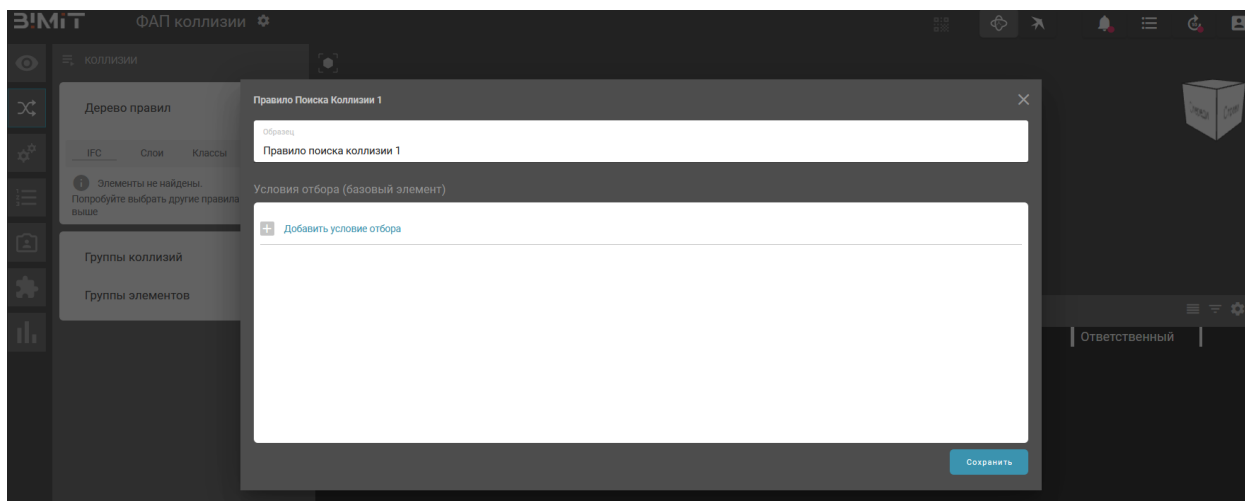 B!MiT
ФАП коллизии
КОЛЛИЗИИ
Дерево правил
IFC Слои Классы
Элементы не найдены.
Попробуйте выбрать другие правила
выше
Группы коллизий
Группы элементов
Правило Поиска Коллизии 1
Образец
Правило поиска коллизии 1
Условия отбора (базовый элемент)
Добавить условие отбора
Сохранить
Ответственный